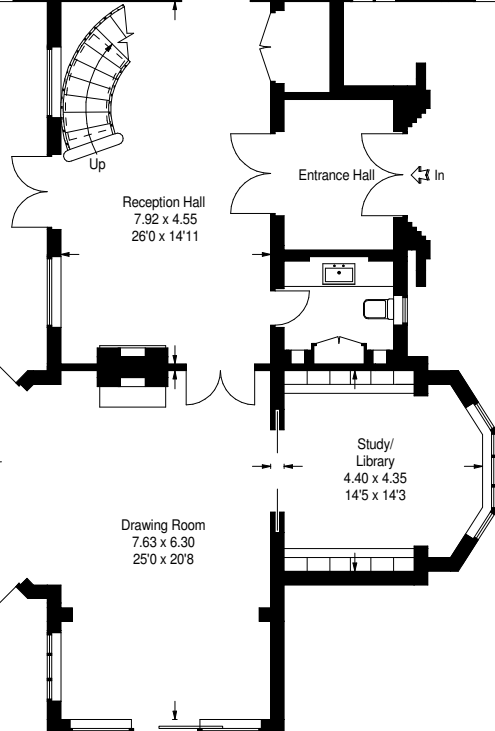 Up
Entrance Hall
In
Reception Hall
7.92 x 4.55
26'0 x 14'11
Study/
Library
4.40 x 4.35
14'5 x 14'3
Drawing Room
7.63 x 6.30
25'0 x 20'8